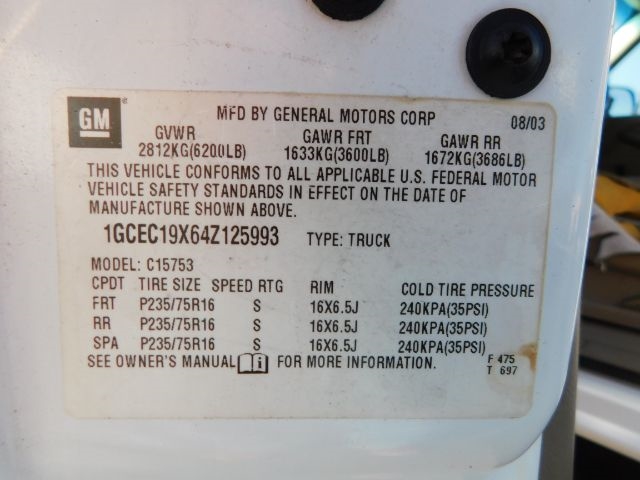 GM
MFD BY GENERAL MOTORS CORP 08/03
GVWR GAWR FRT GAWR RR
2812KG(6200LB) 1633KG(3600LB) 1672KG(3686LB)
THIS VEHICLE CONFORMS TO ALL APPLICABLE U.S. FEDERAL MOTOR
VEHICLE SAFETY STANDARDS IN EFFECT ON THE DATE OF
MANUFACTURE SHOWN ABOVE.
1GCEC19X64Z125993 TYPE: TRUCK
MODEL: C15753
CPDT TIRE SIZE SPEED RTG RIM COLD TIRE PRESSURE
FRT P235/75R16 S 16X6.5J 240KPA(35PSI)
RR P235/75R16 S 16X6.5J 240KPA(35PSI)
SPA P235/75R16 S 16X6.5J 240KPA(35PSI)
SEE OWNER'S MANUAL i FOR MORE INFORMATION. F 475
T 697